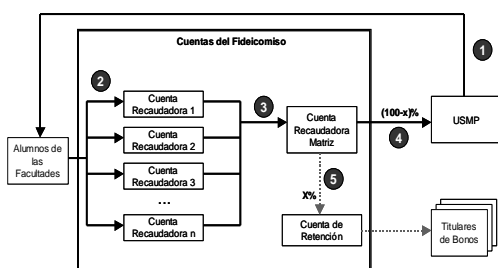 1
Cuentas del Fideicomiso
2
Cuenta
Recaudadora 1
3
Cuenta
Recaudadora 2
Cuenta
Recaudadora 3
...
Cuenta
Recaudadora n
Alumnos de
las
Facultades
Cuenta
Recaudadora
Matriz
(100-x)%
4
USMP
5
X%
Cuenta de
Retención
Titulares
de Bonos